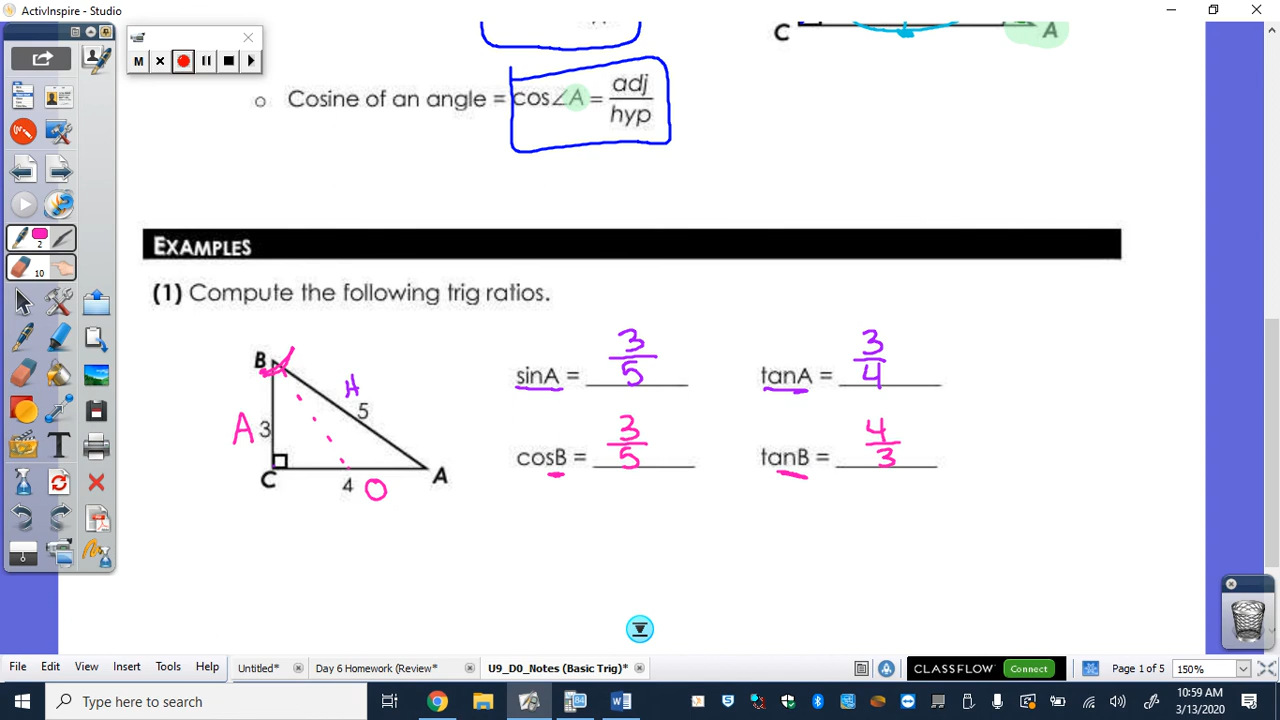 ActivInspire - Studio
M
C
A
Cosine of an angle = cos∠A = adj/hyp
2
10
EXAMPLES
(1) Compute the following trig ratios.
B
H
5
A 3
C
A
4 O
sinA = 3/5
tanA = 3/4
cosB = 3/5
tanB = 4/3
File Edit View Insert Tools Help
Untitled*
Day 6 Homework (Review*
U9_D0_Notes (Basic Trig)*
CLASSFLOW Connect
Page 1 of 5
150%
Type here to search
10:59 AM
3/13/2020